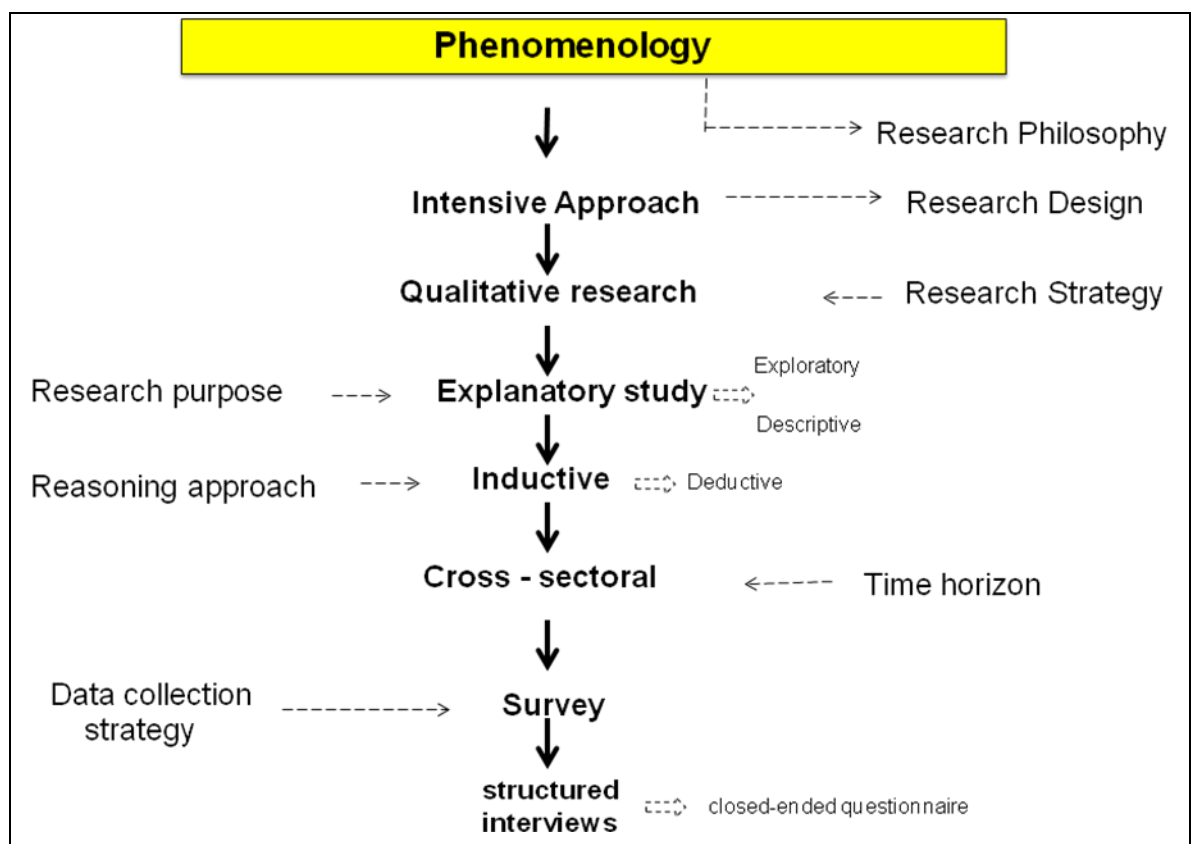 Phenomenology
Research Philosophy
Intensive Approach
Research Design
Qualitative research
Research Strategy
Exploratory
Research purpose
Explanatory study
Descriptive
Reasoning approach
Inductive
Deductive
Cross - sectoral
Time horizon
Data collection
strategy
Survey
structured
interviews
closed-ended questionnaire